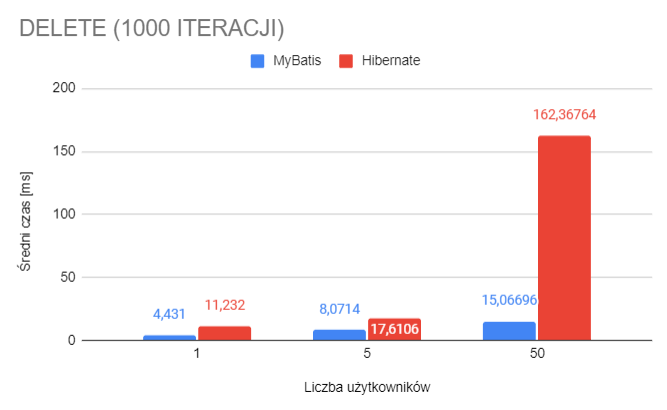 DELETE (1000 ITERACJI)
MyBatis
Hibernate
Średni czas [ms]
200
150
100
50
0
4,431
11,232
8,0714
17,6106
15,06696
162,36764
1
5
50
Liczba użytkowników